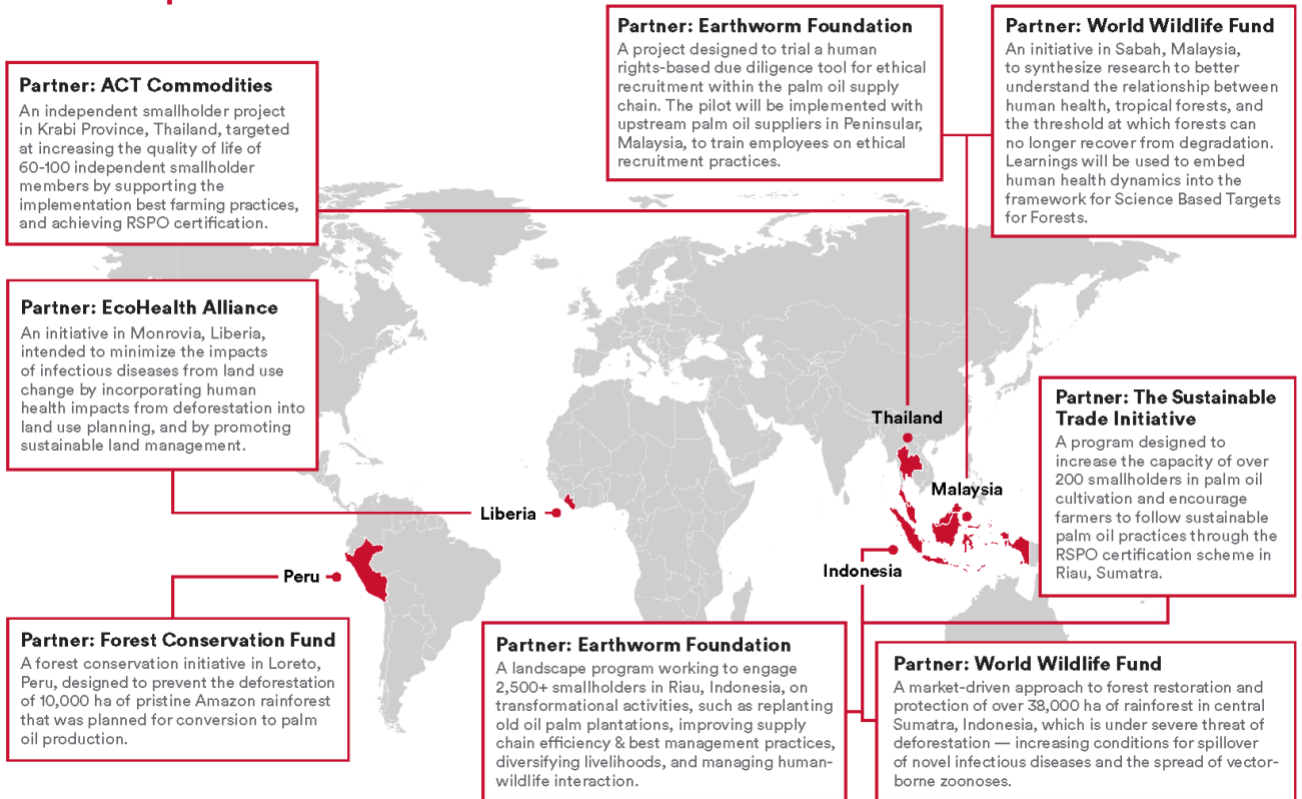 Partner: Earthworm Foundation
A project designed to trial a human
rights-based due diligence tool for ethical
recruitment within the palm oil supply
chain. The pilot will be implemented with
upstream palm oil suppliers in Peninsular,
Malaysia, to train employees on ethical
recruitment practices.
Partner: World Wildlife Fund
An initiative in Sabah, Malaysia,
to synthesize research to better
understand the relationship between
human health, tropical forests, and
the threshold at which forests can
no longer recover from degradation.
Learnings will be used to embed
human health dynamics into the
framework for Science Based Targets
for Forests.
Partner: ACT Commodities
An independent smallholder project
in Krabi Province, Thailand, targeted
at increasing the quality of life of
60-100 independent smallholder
members by supporting the
implementation best farming practices,
and achieving RSPO certification.
Partner: EcoHealth Alliance
An initiative in Monrovia, Liberia,
intended to minimize the impacts
of infectious diseases from land use
change by incorporating human
health impacts from deforestation into
land use planning, and by promoting
sustainable land management.
Thailand
Malaysia
Liberia
Indonesia
Peru
Partner: The Sustainable
Trade Initiative
A program designed to
increase the capacity of over
200 smallholders in palm oil
cultivation and encourage
farmers to follow sustainable
palm oil practices through the
RSPO certification scheme in
Riau, Sumatra.
Partner: Forest Conservation Fund
A forest conservation initiative in Loreto,
Peru, designed to prevent the deforestation
of 10,000 ha of pristine Amazon rainforest
that was planned for conversion to palm
oil production.
Partner: Earthworm Foundation
A landscape program working to engage
2,500+ smallholders in Riau, Indonesia, on
transformational activities, such as replanting
old oil palm plantations, improving supply
chain efficiency & best management practices,
diversifying livelihoods, and managing human-
wildlife interaction.
Partner: World Wildlife Fund
A market-driven approach to forest restoration and
protection of over 38,000 ha of rainforest in central
Sumatra, Indonesia, which is under severe threat of
deforestation — increasing conditions for spillover
of novel infectious diseases and the spread of vector-
borne zoonoses.